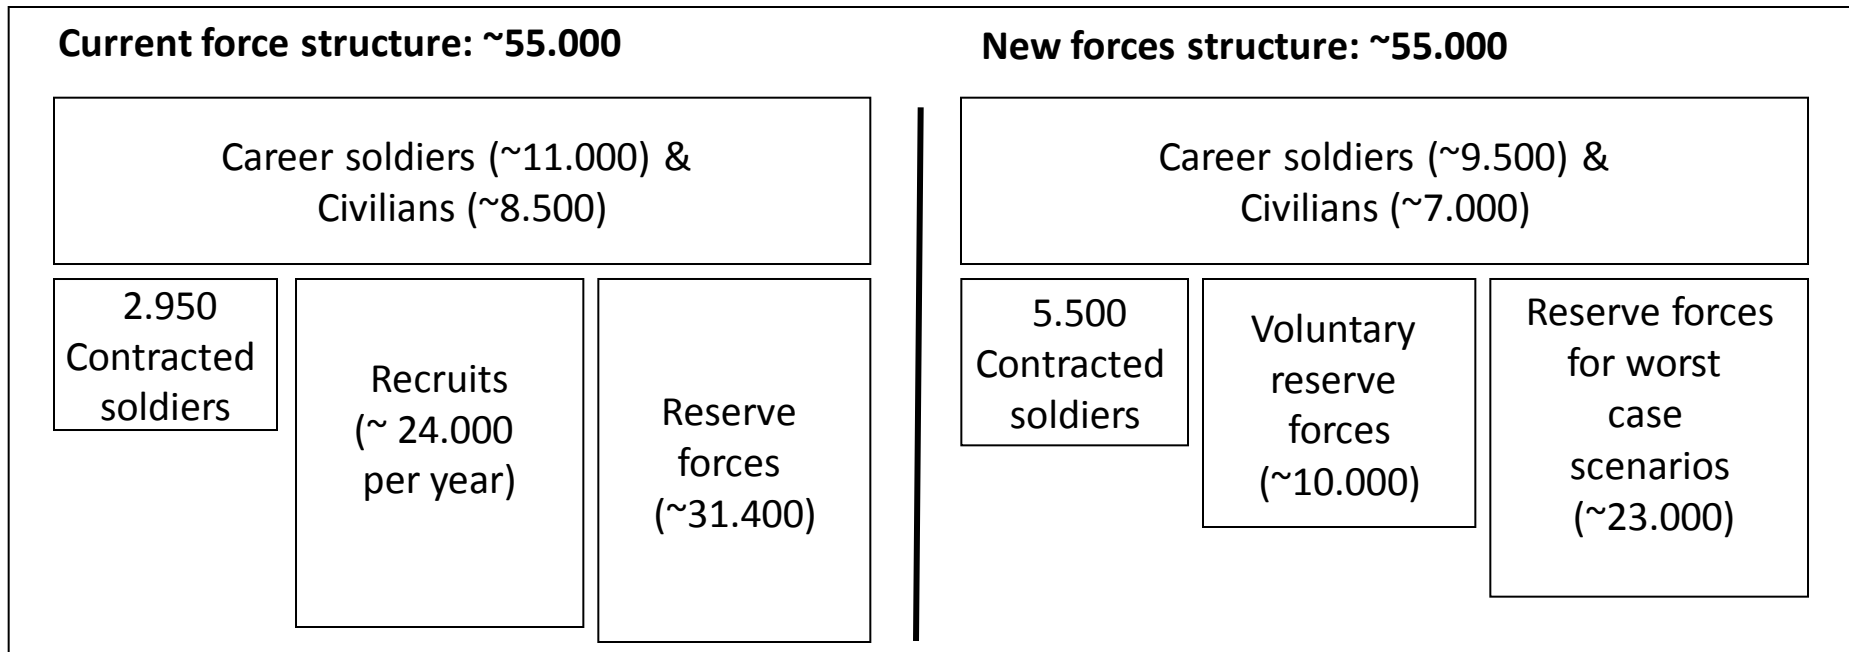 Current force structure: ~55.000
Career soldiers (~11.000) &
Civilians (~8.500)
2.950
Contracted
soldiers
Recruits
(~ 24.000
per year)
Reserve
forces
(~31.400)
New forces structure: ~55.000
Career soldiers (~9.500) &
Civilians (~7.000)
5.500
Contracted
soldiers
Voluntary
reserve
forces
(~10.000)
Reserve forces
for worst
case
scenarios
(~23.000)